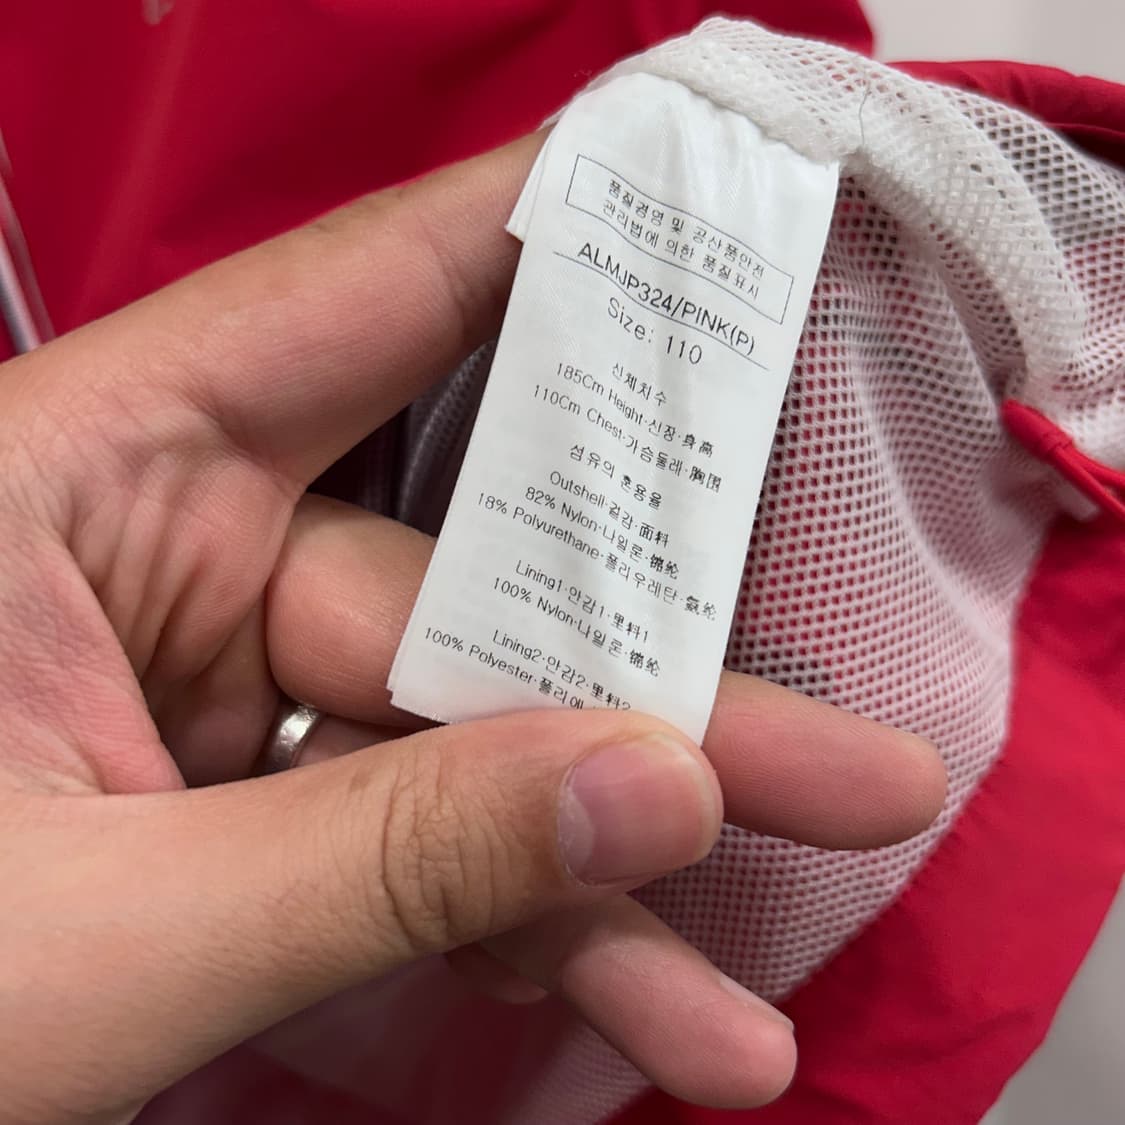 품질경영 및 공산품안전
관리법에 의한 품질표시
ALMJP324/PINK(P)
Size: 110
신체치수
185Cm Height·신장·身高
110Cm Chest·가슴둘레·胸围
섬유의 혼용율
Outshell·겉감·面料
82% Nylon·나일론·锦纶
18% Polyurethane·폴리우레탄·氨纶
Lining1·안감1·里料1
100% Nylon·나일론·锦纶
Lining2·안감2·里料2
100% Polyester·폴리에